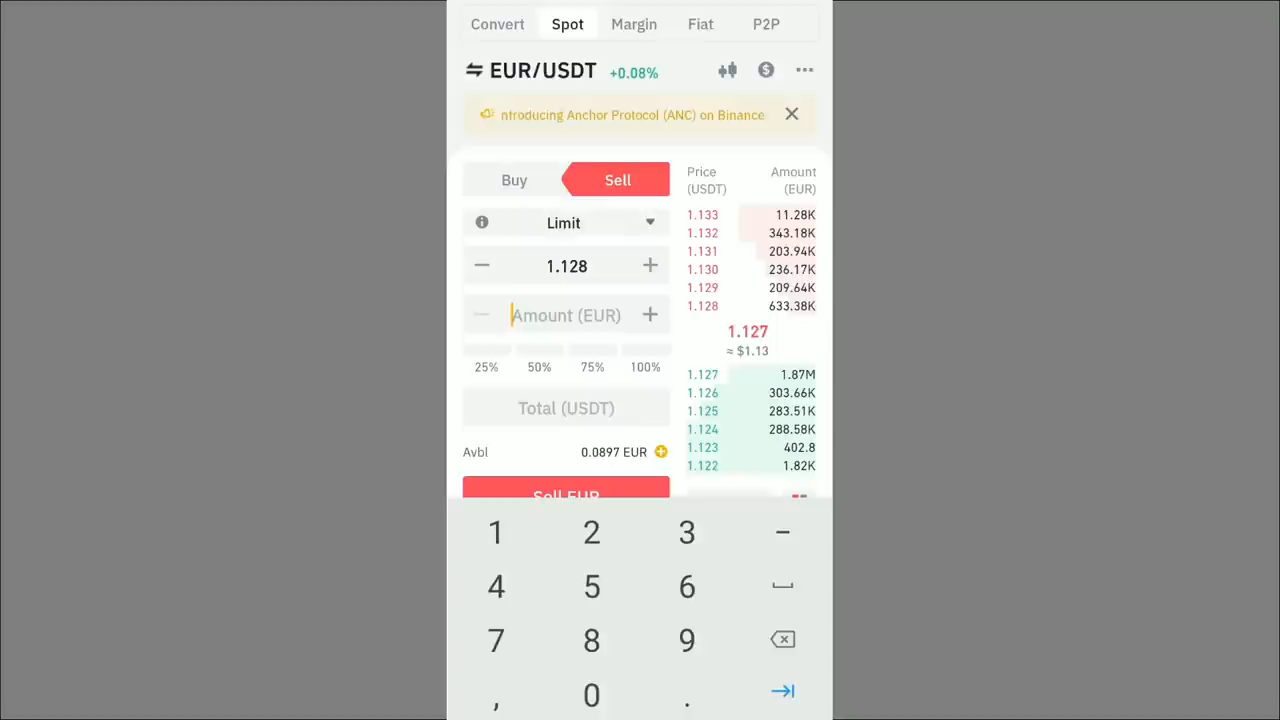 Convert Spot Margin Fiat P2P
EUR/USDT +0.08%
ntroducing Anchor Protocol (ANC) on Binance
Buy Sell
Limit
1.128
Amount (EUR)
25% 50% 75% 100%
Total (USDT)
Avbl 0.0897 EUR
Sell EUR
Price Amount
(USDT) (EUR)
1.133 11.28K
1.132 343.18K
1.131 203.94K
1.130 236.17K
1.129 209.64K
1.128 633.38K
1.127
≈ $1.13
1.127 1.87M
1.126 303.66K
1.125 283.51K
1.124 288.58K
1.123 402.8
1.122 1.82K
1 2 3 -
4 5 6
7 8 9
, 0 .